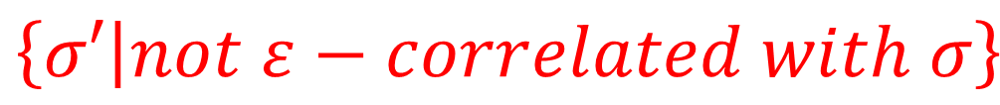 {σ′|not ε − correlated with σ}